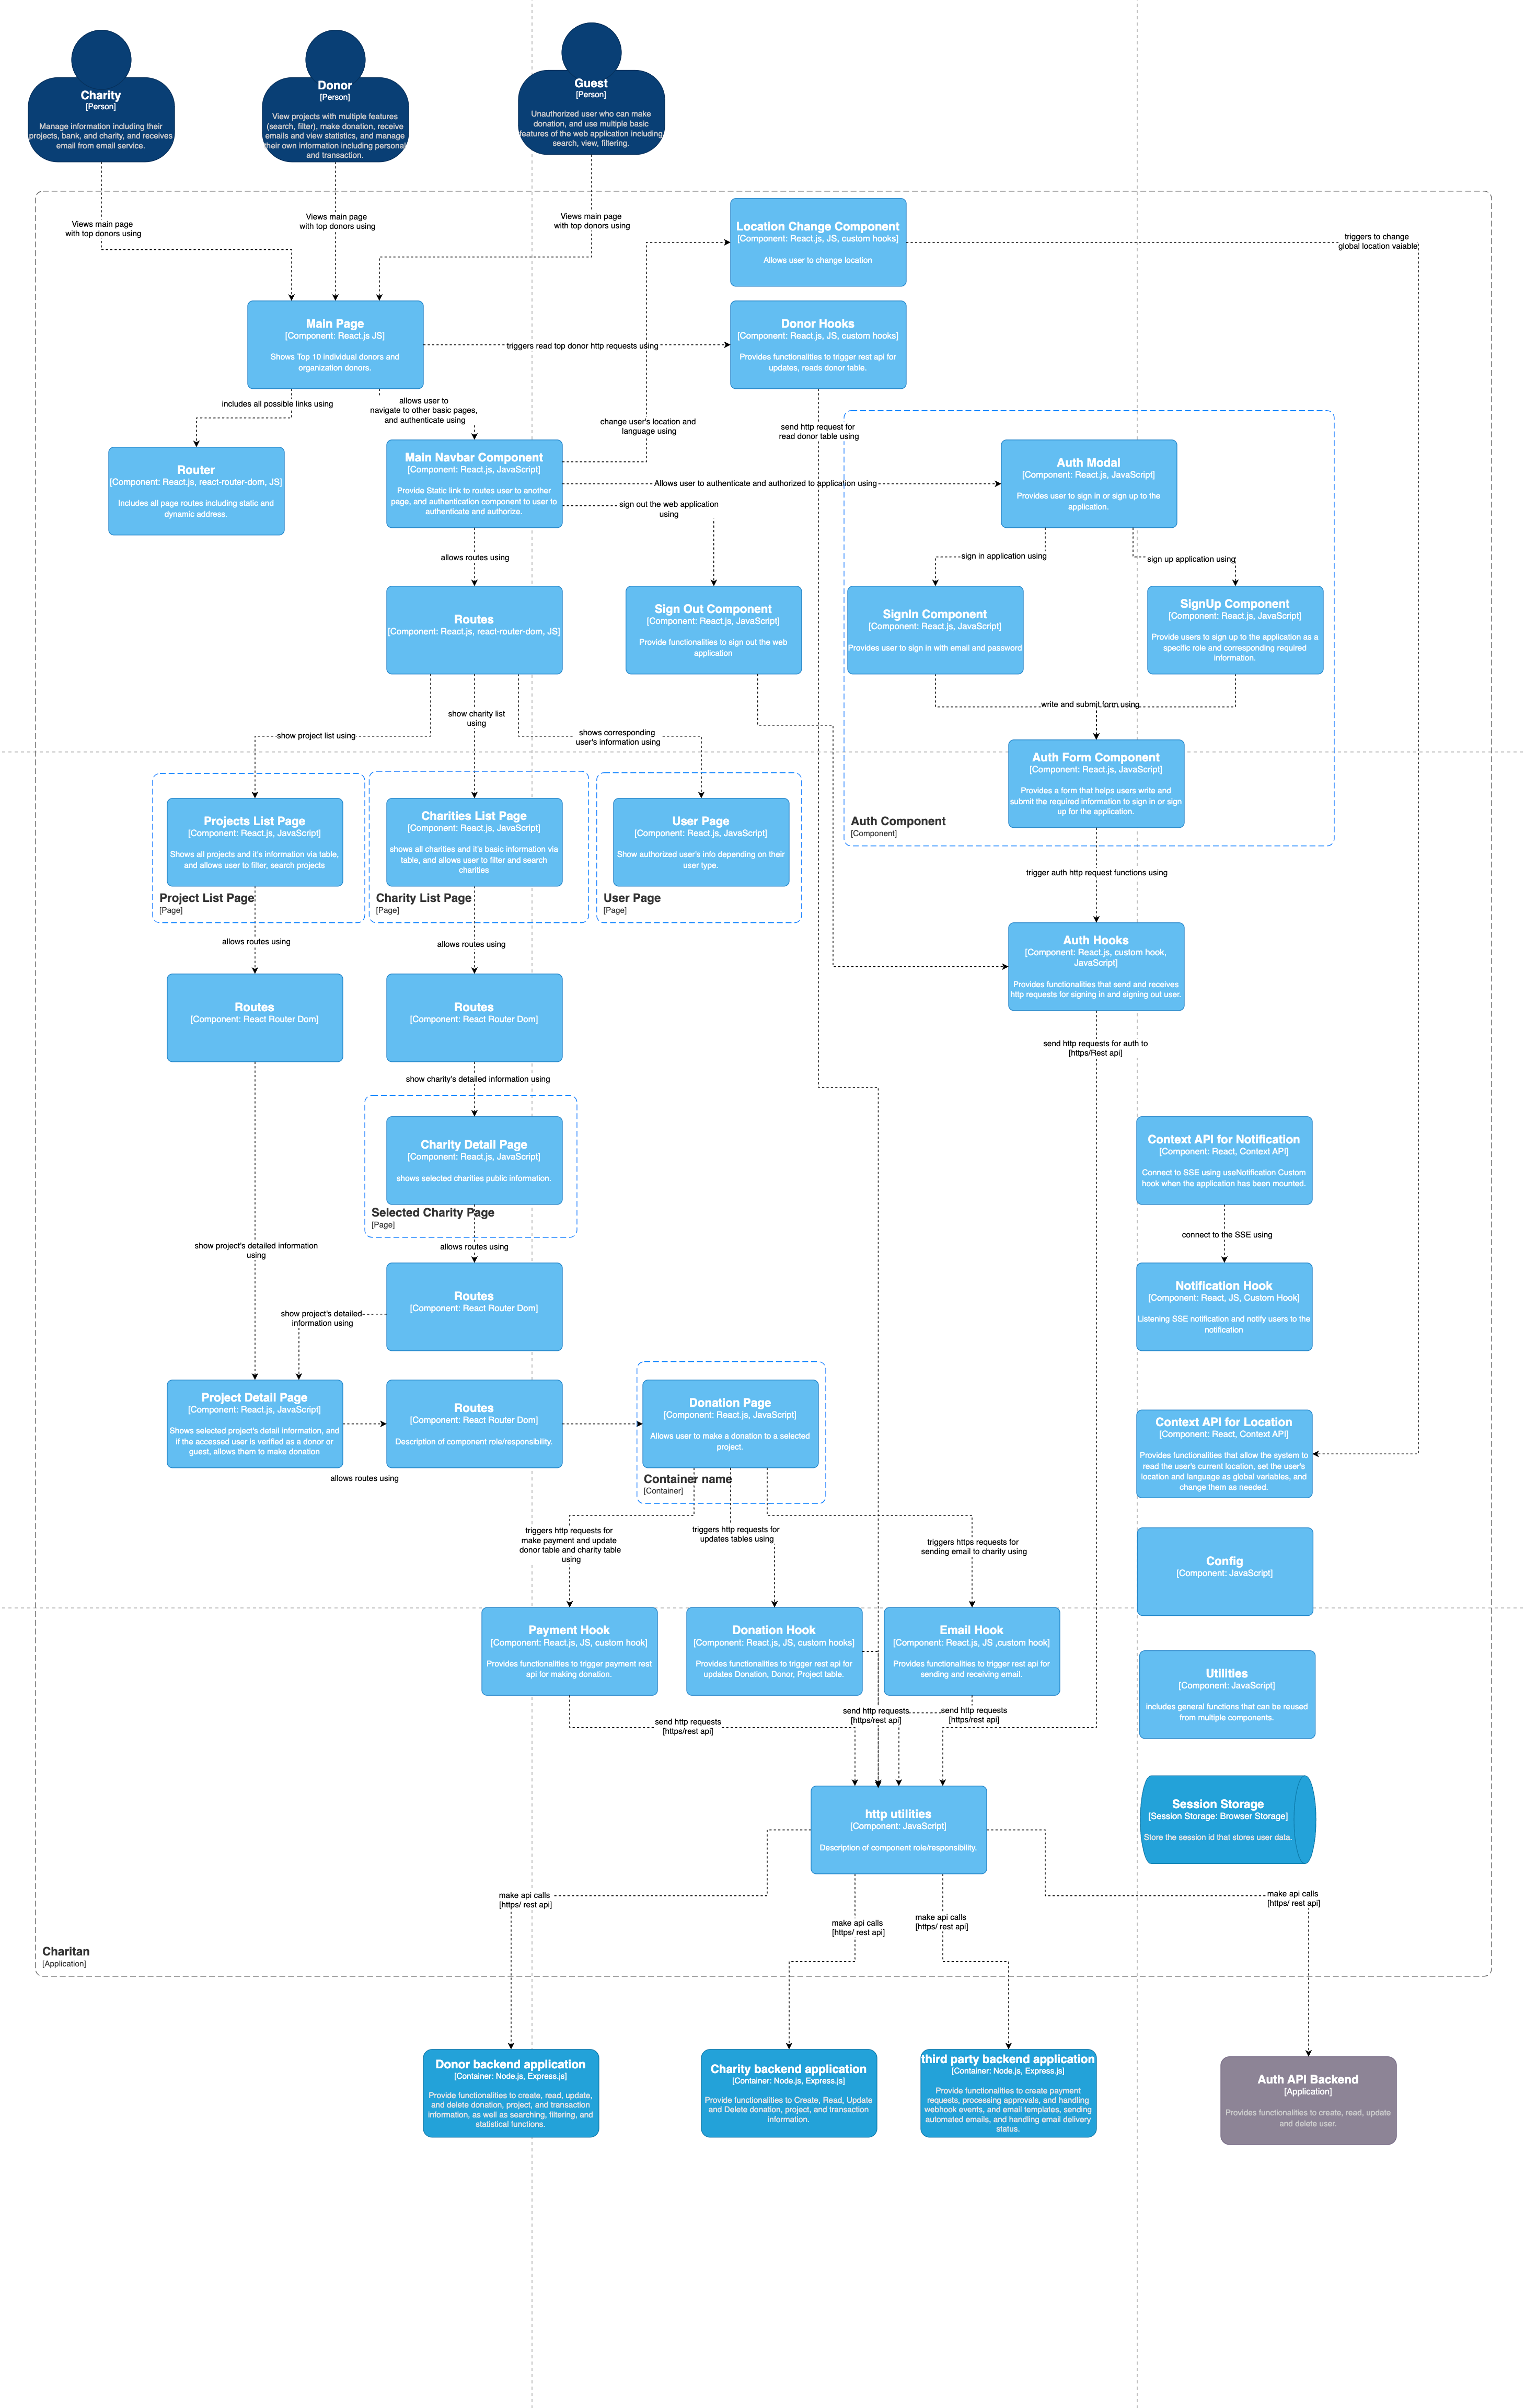 Charity
[Person]
Manage information including their
projects, bank, and charity, and receives
email from email service.
Donor
[Person]
View projects with multiple features
(search, filter), make donation, receive
emails and view statistics, and manage
their own information including personal
and transaction.
Guest
[Person]
Unauthorized user who can make
donation, and use multiple basic
features of the web application including
search, view, filtering.
Views main page
with top donors using
Views main page
with top donors using
Views main page
with top donors using
Location Change Component
[Component: React.js, JS, custom hooks]
Allows user to change location
triggers to change
global location vaiable
Main Page
[Component: React.js JS]
Shows Top 10 individual donors and
organization donors.
triggers read top donor http requests using
Donor Hooks
[Component: React.js, JS, custom hooks]
Provides functionalities to trigger rest api for
updates, reads donor table.
includes all possible links using
allows user to
navigate to other basic pages,
and authenticate using
change user's location and
language using
send http request for
read donor table using
Router
[Component: React.js, react-router-dom, JS]
Includes all page routes including static and
dynamic address.
Main Navbar Component
[Component: React.js, JavaScript]
Provide Static link to routes user to another
page, and authentication component to user to
authenticate and authorize.
Allows user to authenticate and authorized to application using
sign out the web application
using
Auth Modal
[Component: React.js, JavaScript]
Provides user to sign in or sign up to the
application.
allows routes using
sign in application using
sign up application using
Routes
[Component: React.js, react-router-dom, JS]
Sign Out Component
[Component: React.js, JavaScript]
Provide functionalities to sign out the web
application
SignIn Component
[Component: React.js, JavaScript]
Provides user to sign in with email and password
SignUp Component
[Component: React.js, JavaScript]
Provide users to sign up to the application as a
specific role and corresponding required
information.
show project list using
show charity list
using
shows corresponding
user's information using
write and submit form using
Auth Form Component
[Component: React.js, JavaScript]
Provides a form that helps users write and
submit the required information to sign in or sign
up for the application.
Auth Component
[Component]
Projects List Page
[Component: React.js, JavaScript]
Shows all projects and it's information via table,
and allows user to filter, search projects
Project List Page
[Page]
Charities List Page
[Component: React.js, JavaScript]
shows all charities and it's basic information via
table, and allows user to filter and search
charities
Charity List Page
[Page]
User Page
[Component: React.js, JavaScript]
Show authorized user's info depending on their
user type.
User Page
[Page]
trigger auth http request functions using
allows routes using
allows routes using
Auth Hooks
[Component: React.js, custom hook,
JavaScript]
Provides functionalities that send and receives
http requests for signing in and signing out user.
Routes
[Component: React Router Dom]
Routes
[Component: React Router Dom]
send http requests for auth to
[https/Rest api]
show charity's detailed information using
Charity Detail Page
[Component: React.js, JavaScript]
shows selected charities public information.
Selected Charity Page
[Page]
Context API for Notification
[Component: React, Context API]
Connect to SSE using useNotification Custom
hook when the application has been mounted.
show project's detailed information
using
allows routes using
connect to the SSE using
Routes
[Component: React Router Dom]
Notification Hook
[Component: React, JS, Custom Hook]
Listening SSE notification and notify users to the
notification
show project's detailed
information using
Project Detail Page
[Component: React.js, JavaScript]
Shows selected project's detail information, and
if the accessed user is verified as a donor or
guest, allows them to make donation
Routes
[Component: React Router Dom]
Description of component role/responsibility.
allows routes using
Donation Page
[Component: React.js, JavaScript]
Allows user to make a donation to a selected
project.
Container name
[Container]
Context API for Location
[Component: React, Context API]
Provides functionalities that allow the system to
read the user's current location, set the user's
location and language as global variables, and
change them as needed.
triggers http requests for
make payment and update
donor table and charity table
using
triggers http requests for
updates tables using
triggers https requests for
sending email to charity using
Config
[Component: JavaScript]
Payment Hook
[Component: React.js, JS, custom hook]
Provides functionalities to trigger payment rest
api for making donation.
Donation Hook
[Component: React.js, JS, custom hooks]
Provides functionalities to trigger rest api for
updates Donation, Donor, Project table.
Email Hook
[Component: React.js, JS ,custom hook]
Provides functionalities to trigger rest api for
sending and receiving email.
Utilities
[Component: JavaScript]
includes general functions that can be reused
from multiple components.
send http requests
[https/rest api]
send http requests
[https/rest api]
send http requests
[https/rest api]
http utilities
[Component: JavaScript]
Description of component role/responsibility.
Session Storage
[Session Storage: Browser Storage]
Store the session id that stores user data.
make api calls
[https/ rest api]
make api calls
[https/ rest api]
make api calls
[https/ rest api]
make api calls
[https/ rest api]
Charitan
[Application]
Donor backend application
[Container: Node.js, Express.js]
Provide functionalities to create, read, update,
and delete donation, project, and transaction
information, as well as searching, filtering, and
statistical functions.
Charity backend application
[Container: Node.js, Express.js]
Provide functionalities to Create, Read, Update
and Delete donation, project, and transaction
information.
third party backend application
[Container: Node.js, Express.js]
Provide functionalities to create payment
requests, processing approvals, and handling
webhook events, and email templates, sending
automated emails, and handling email delivery
status.
Auth API Backend
[Application]
Provides functionalities to create, read, update
and delete user.